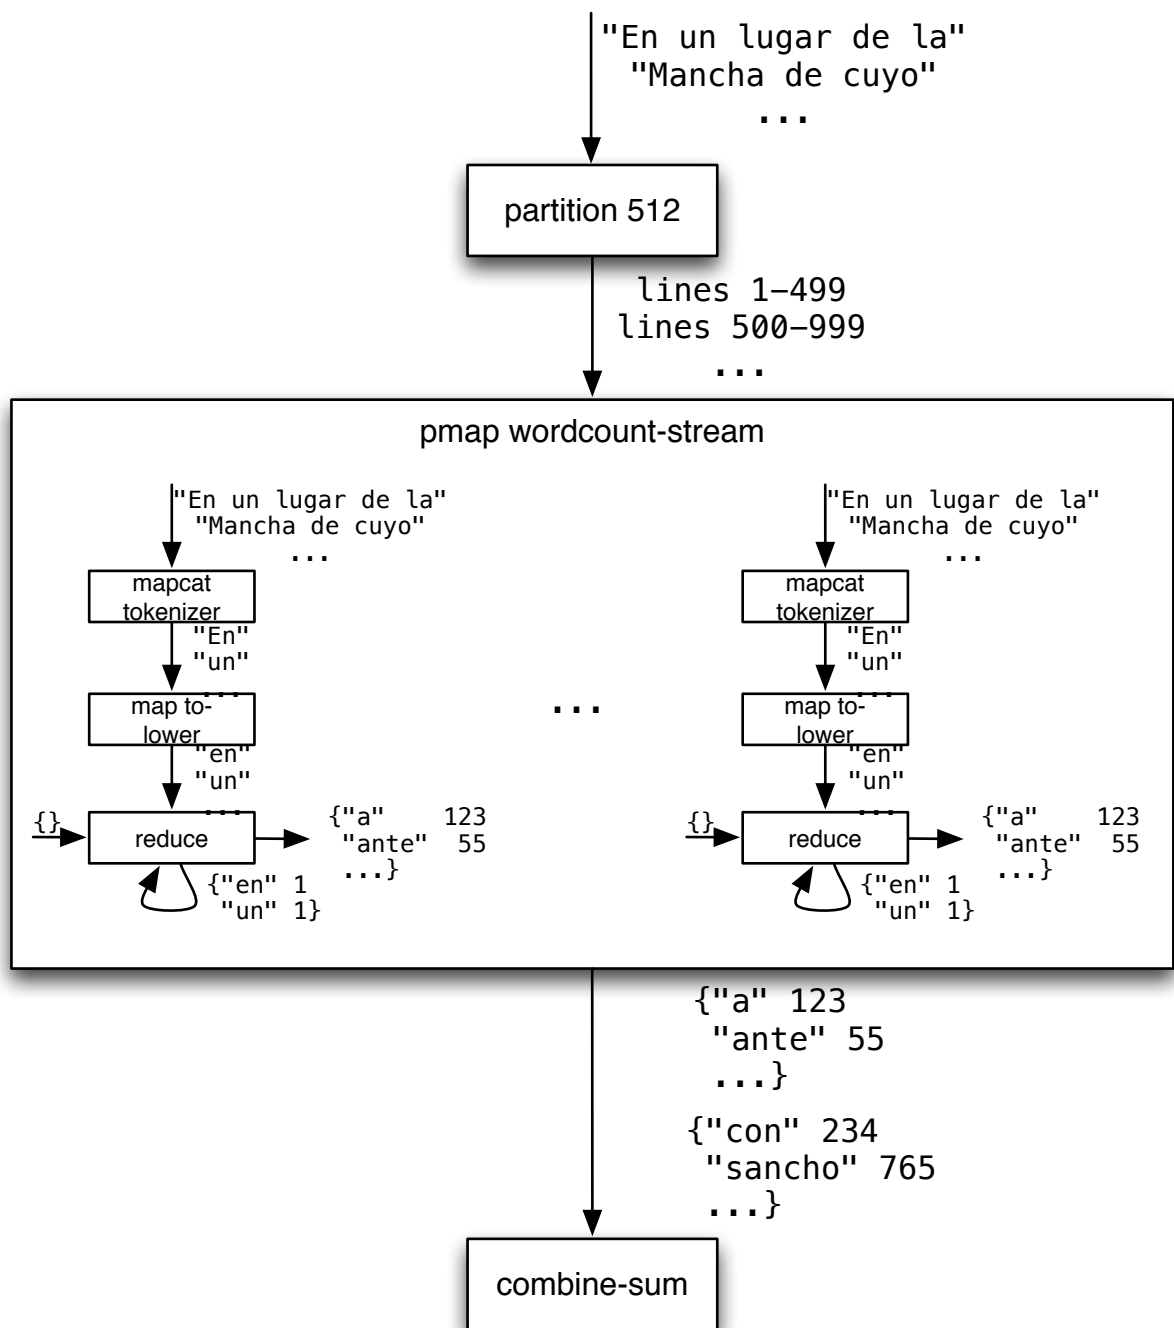 "En un lugar de la"
"Mancha de cuyo"
...
partition 512
lines 1–499
lines 500–999
...
pmap wordcount-stream
"En un lugar de la"
"Mancha de cuyo"
...
mapcat
tokenizer
"En"
"un"
...
map to-
lower
"en"
"un"
...
{}
reduce
{"a" 123
"ante" 55
...}
{"en" 1
"un" 1}
...
"En un lugar de la"
"Mancha de cuyo"
...
mapcat
tokenizer
"En"
"un"
...
map to-
lower
"en"
"un"
...
{}
reduce
{"a" 123
"ante" 55
...}
{"en" 1
"un" 1}
{"a" 123
"ante" 55
...}
{"con" 234
"sancho" 765
...}
combine-sum